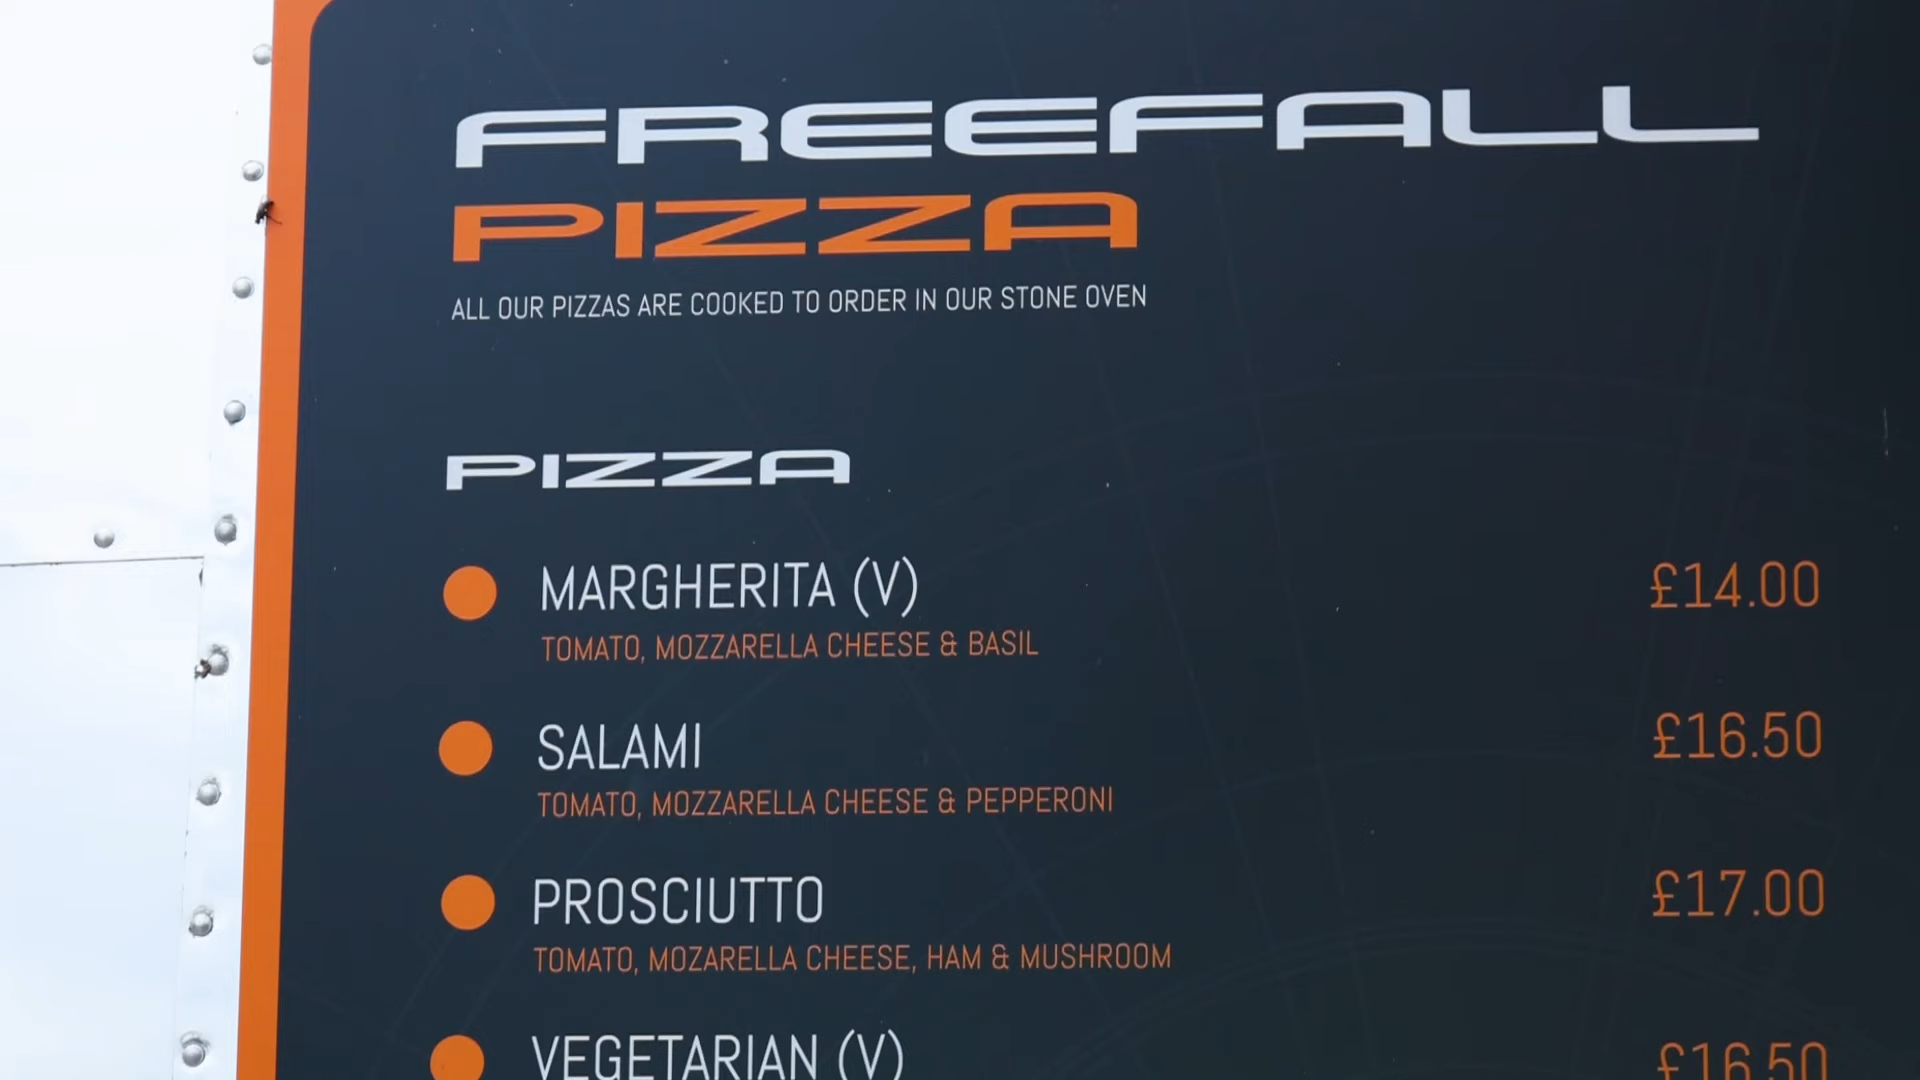 FREEFALL
PIZZA
ALL OUR PIZZAS ARE COOKED TO ORDER IN OUR STONE OVEN
PIZZA
MARGHERITA (V) £14.00
TOMATO, MOZZARELLA CHEESE & BASIL
SALAMI £16.50
TOMATO, MOZZARELLA CHEESE & PEPPERONI
PROSCIUTTO £17.00
TOMATO, MOZARELLA CHEESE, HAM & MUSHROOM
VEGETARIAN (V) £16.50